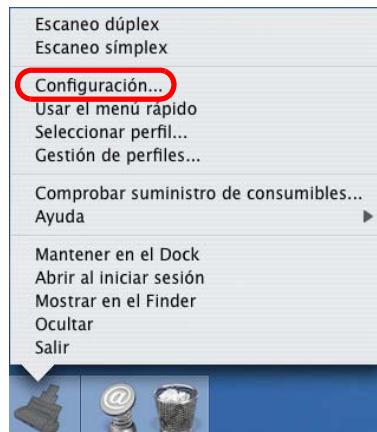 Escaneo dúplex
Escaneo símplex
Configuración...
Usar el menú rápido
Seleccionar perfil...
Gestión de perfiles...
Comprobar suministro de consumibles...
Ayuda
Mantener en el Dock
Abrir al iniciar sesión
Mostrar en el Finder
Ocultar
Salir
@